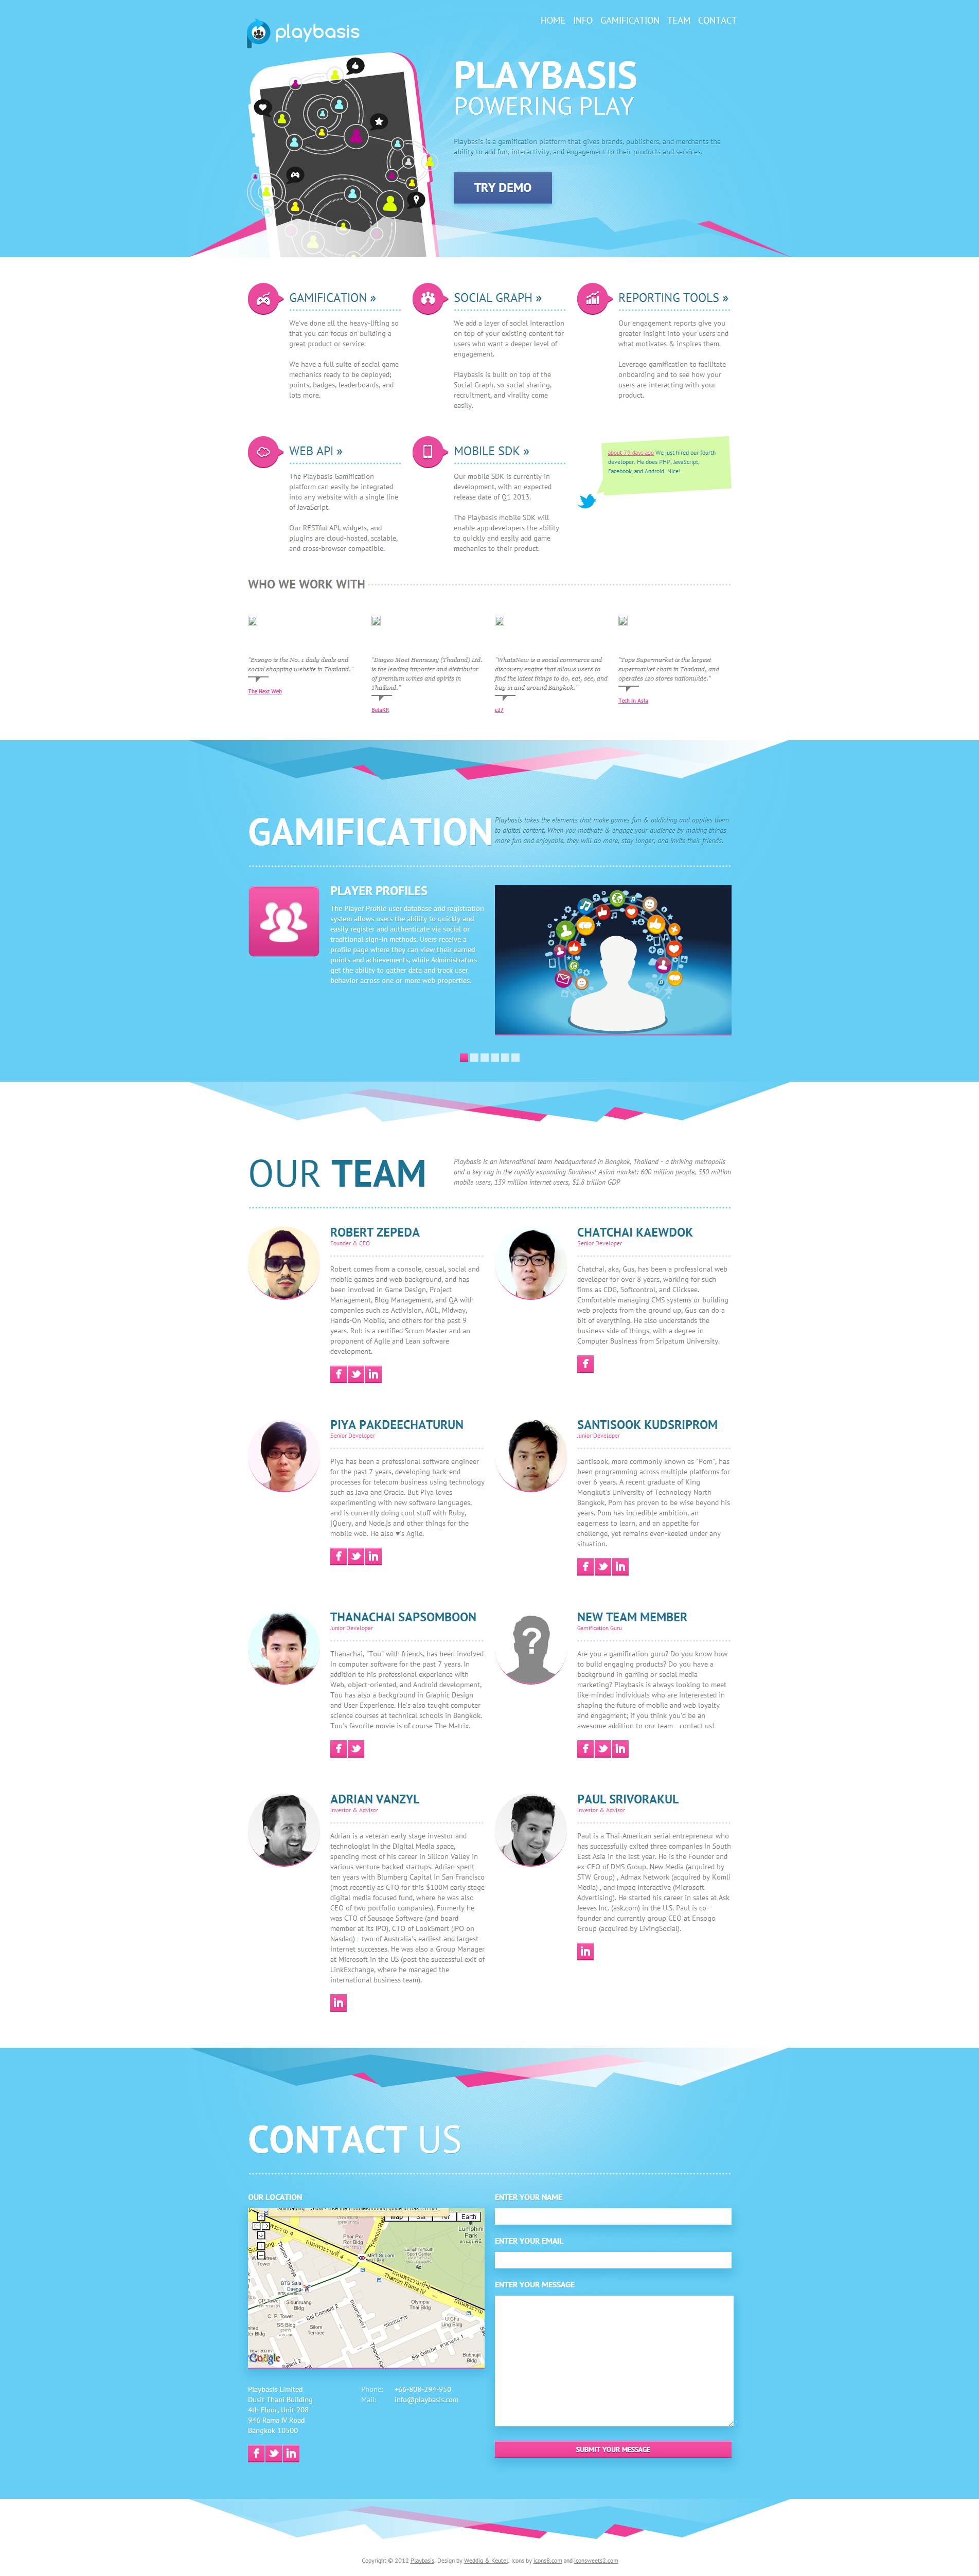 playbasis
HOME INFO GAMIFICATION TEAM CONTACT
PLAYBASIS
POWERING PLAY
Playbasis is a gamification platform that gives brands, publishers, and merchants the
ability to add fun, interactivity, and engagement to their products and services.
TRY DEMO
GAMIFICATION »
We've done all the heavy-lifting so
that you can focus on building a
great product or service.
We have a full suite of social game
mechanics ready to be deployed;
points, badges, leaderboards, and
lots more.
SOCIAL GRAPH »
We add a layer of social interaction
on top of your existing content for
users who want a deeper level of
engagement.
Playbasis is built on top of the
Social Graph, so social sharing,
recruitment, and virality come
easily.
REPORTING TOOLS »
Our engagement reports give you
greater insight into your users and
what motivates & inspires them.
Leverage gamification to facilitate
onboarding and to see how your
users are interacting with your
product.
WEB API »
The Playbasis Gamification
platform can easily be integrated
into any website with a single line
of JavaScript.
Our RESTful API, widgets, and
plugins are cloud-hosted, scalable,
and cross-browser compatible.
MOBILE SDK »
Our mobile SDK is currently in
development, with an expected
release date of Q1 2013.
The Playbasis mobile SDK will
enable app developers the ability
to quickly and easily add game
mechanics to their product.
about 79 days ago We just hired our fourth
developer. He does PHP, JavaScript,
Facebook, and Android. Nice!
WHO WE WORK WITH
"Ensogo is the No. 1 daily deals and
social shopping website in Thailand."
The Next Web
"Diageo Moet Hennessy (Thailand) Ltd.
is the leading importer and distributor
of premium wines and spirits in
Thailand."
BetaKit
"WhatsNew is a social commerce and
discovery engine that allows users to
find the latest things to do, eat, see, and
buy in and around Bangkok."
e27
"Tops Supermarket is the largest
supermarket chain in Thailand, and
operates 110 stores nationwide."
Tech In Asia
GAMIFICATION
Playbasis takes the elements that make games fun & addicting and applies them
to digital content. When you motivate & engage your audience by making things
more fun and enjoyable, they will do more, stay longer, and invite their friends.
PLAYER PROFILES
The Player Profile user database and registration
system allows users the ability to quickly and
easily register and authenticate via social or
traditional sign-in methods. Users receive a
profile page where they can view their earned
points and achievements, while Administrators
get the ability to gather data and track user
behavior across one or more web properties.
OUR TEAM
Playbasis is an international team headquartered in Bangkok, Thailand - a thriving metropolis
and a key cog in the rapidly expanding Southeast Asian market: 600 million people, 550 million
mobile users, 139 million internet users, $1.8 trillion GDP
ROBERT ZEPEDA
Founder & CEO
Robert comes from a console, casual, social and
mobile games and web background, and has
been involved in Game Design, Project
Management, Blog Management, and QA with
companies such as Activision, AOL, Midway,
Hands-On Mobile, and others for the past 9
years. Rob is a certified Scrum Master and an
proponent of Agile and Lean software
development.
CHATCHAI KAEWDOK
Senior Developer
Chatchai, aka, Gus, has been a professional web
developer for over 8 years, working for such
firms as CDG, Softcontrol, and Clicksee.
Comfortable managing CMS systems or building
web projects from the ground up, Gus can do a
bit of everything. He also understands the
business side of things, with a degree in
Computer Business from Sripatum University.
PIYA PAKDEECHATURUN
Senior Developer
Piya has been a professional software engineer
for the past 7 years, developing back-end
processes for telecom business using technology
such as Java and Oracle. But Piya loves
experimenting with new software languages,
and is currently doing cool stuff with Ruby,
JQuery, and Node.js and other things for the
mobile web. He also ♥'s Agile.
SANTISOOK KUDSRIPROM
Junior Developer
Santisook, more commonly known as "Pom", has
been programming across multiple platforms for
over 6 years. A recent graduate of King
Mongkut's University of Technology North
Bangkok, Pom has proven to be wise beyond his
years. Pom has incredible ambition, an
eagerness to learn, and an appetite for
challenge, yet remains even-keeled under any
situation.
THANACHAI SAPSOMBOON
Junior Developer
Thanachai, "Tou" with friends, has been involved
in computer software for the past 7 years. In
addition to his professional experience with
Web, object-oriented, and Android development,
Tou has also a background in Graphic Design
and User Experience. He's also taught computer
science courses at technical schools in Bangkok.
Tou's favorite movie is of course The Matrix.
NEW TEAM MEMBER
Gamification Guru
Are you a gamification guru? Do you know how
to build engaging products? Do you have a
background in gaming or social media
marketing? Playbasis is always looking to meet
like-minded individuals who are intererested in
shaping the future of mobile and web loyalty
and engagment; if you think you'd be an
awesome addition to our team - contact us!
ADRIAN VANZYL
Investor & Advisor
Adrian is a veteran early stage investor and
technologist in the Digital Media space,
spending most of his career in Silicon Valley in
various venture backed startups. Adrian spent
ten years with Blumberg Capital in San Francisco
(most recently as CTO for this $100M early stage
digital media focused fund, where he was also
CEO of two portfolio companies). Formerly he
was CTO of Sausage Software (and board
member at its IPO), CTO of LookSmart (IPO on
Nasdaq) - two of Australia's earliest and largest
internet successes. He was also a Group Manager
at Microsoft in the US (post the successful exit of
LinkExchange, where he managed the
international business team).
PAUL SRIVORAKUL
Investor & Advisor
Paul is a Thai-American serial entrepreneur who
has successfully exited three companies in South
East Asia in the last year. He is the Founder and
ex-CEO of DMS Group, New Media (acquired by
STW Group) , Admax Network (acquired by Komli
Media) , and Impaq Interactive (Microsoft
Advertising). He started his career in sales at Ask
Jeeves Inc. (ask.com) in the U.S. Paul is co-
founder and currently group CEO at Ensogo
Group (acquired by LivingSocial).
CONTACT US
OUR LOCATION
Earth
Lumphini
Park
Thanon Rama IV
Soi Convent 2
C. P. Tower
Silom
Terrace
Olympia
Thai Bldg
U Chu
Liang Bldg
Bubhajit
Bldg
POWERED BY
Google
Playbasis Limited
Dusit Thani Building
4th Floor, Unit 208
946 Rama IV Road
Bangkok 10500
Phone: +66-808-294-950
Mail: info@playbasis.com
ENTER YOUR NAME
ENTER YOUR EMAIL
ENTER YOUR MESSAGE
SUBMIT YOUR MESSAGE
Copyright © 2012 Playbasis. Design by Weddig & Keutel. Icons by icons8.com and iconsweets2.com